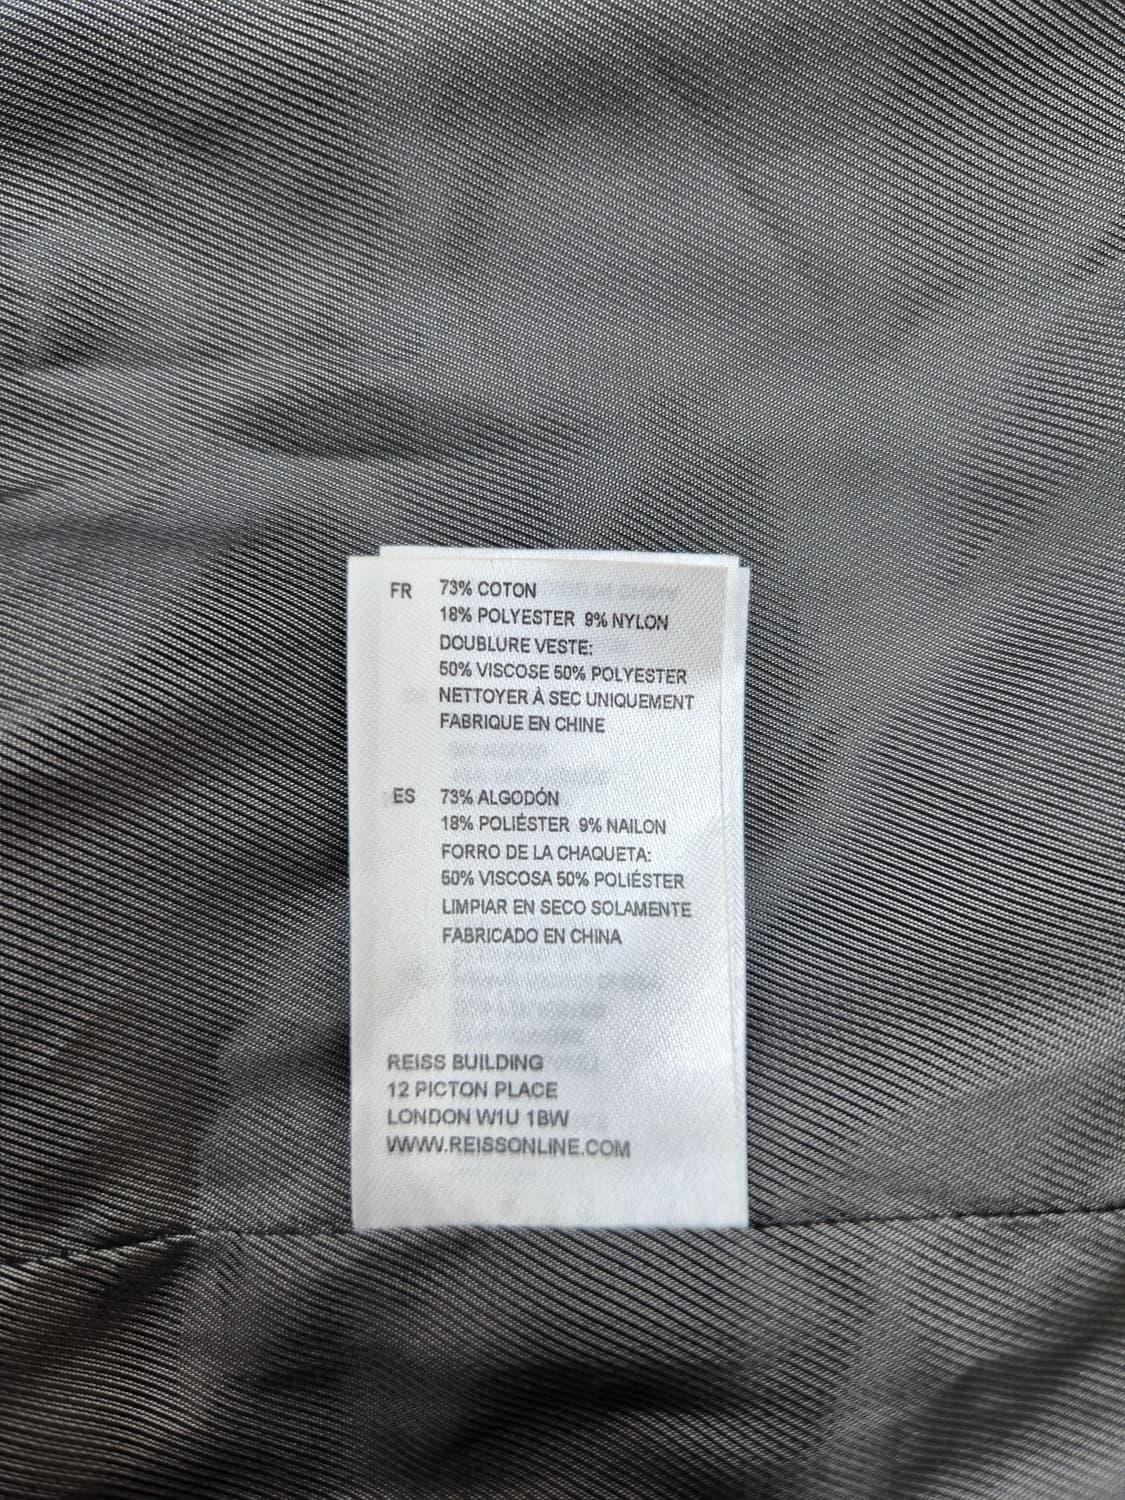 FR 73% COTON
18% POLYESTER 9% NYLON
DOUBLURE VESTE:
50% VISCOSE 50% POLYESTER
NETTOYER À SEC UNIQUEMENT
FABRIQUE EN CHINE
ES 73% ALGODÓN
18% POLIÉSTER 9% NAILON
FORRO DE LA CHAQUETA:
50% VISCOSA 50% POLIÉSTER
LIMPIAR EN SECO SOLAMENTE
FABRICADO EN CHINA
REISS BUILDING
12 PICTON PLACE
LONDON W1U 1BW
WWW.REISSONLINE.COM